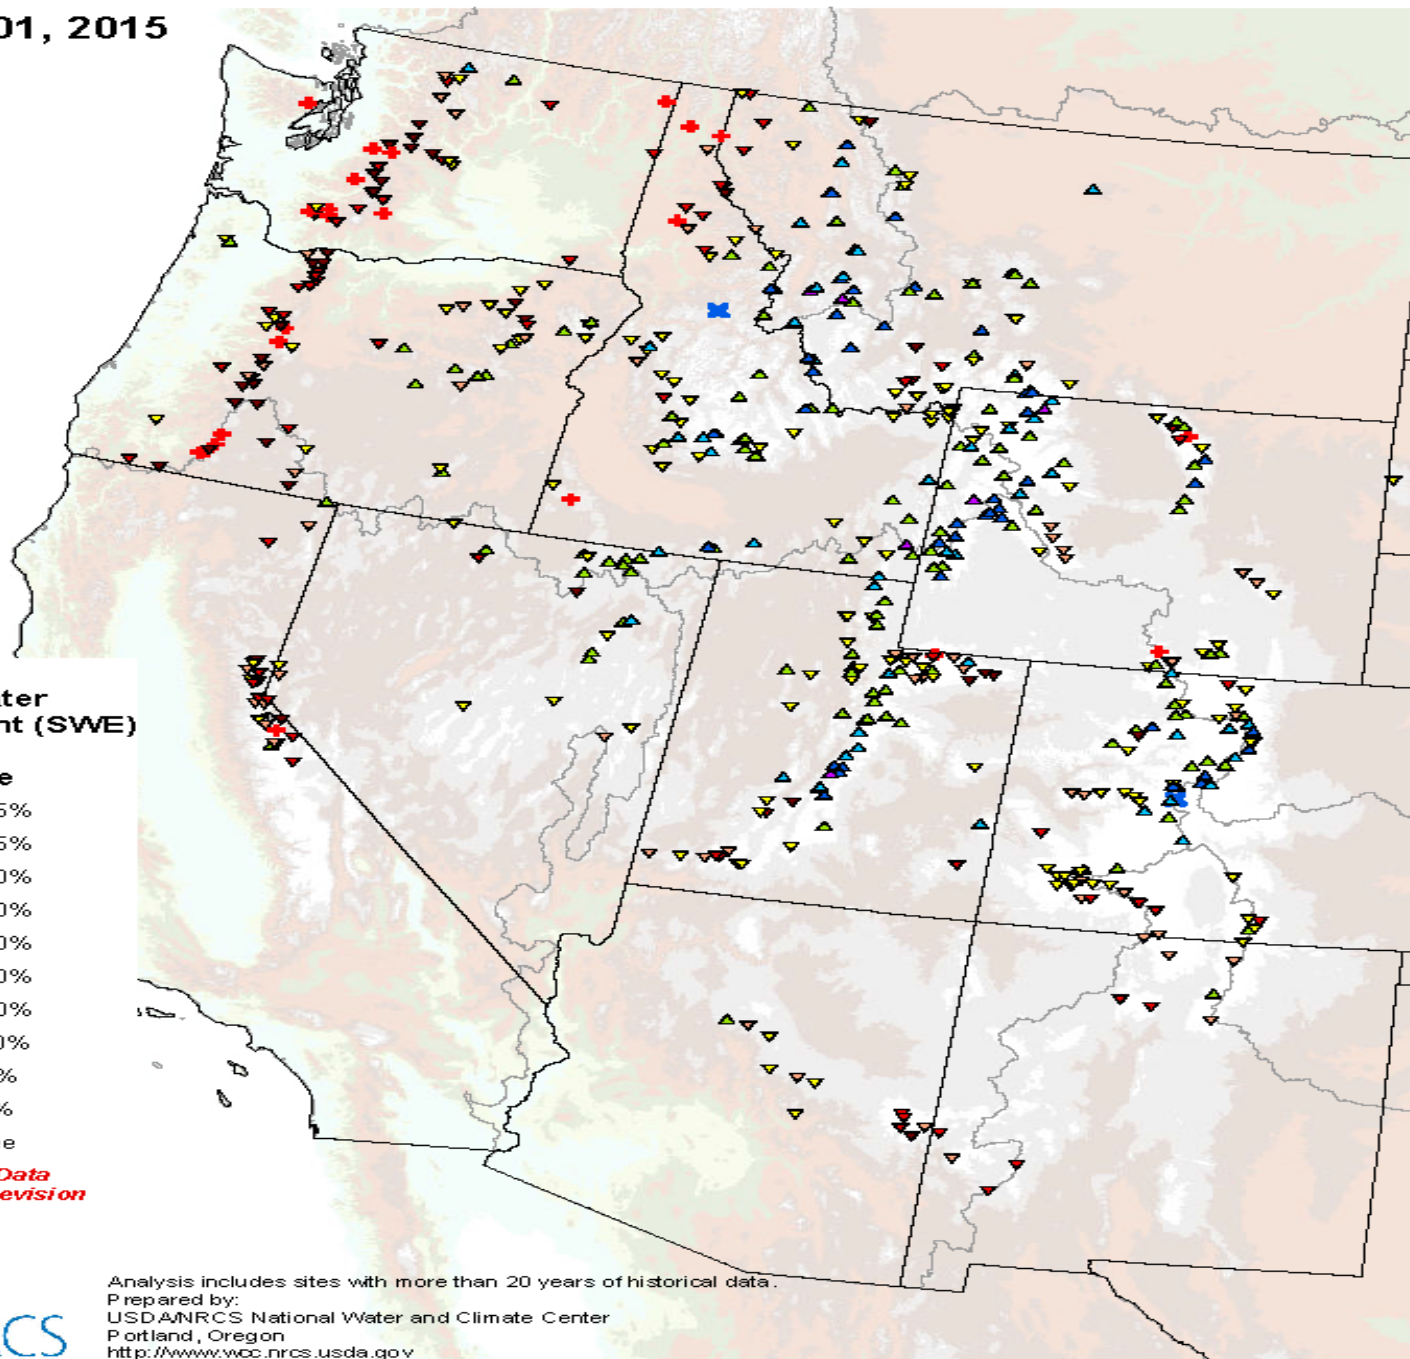 01, 2015
ter
nt (SWE)
e
5%
5%
0%
0%
0%
0%
0%
0%
%
%
e
Data
evision
Analysis includes sites with more than 20 years of historical data.
Prepared by:
USDA/NRCS National Water and Climate Center
Portland, Oregon
http://www.wcc.nrcs.usda.gov
CS